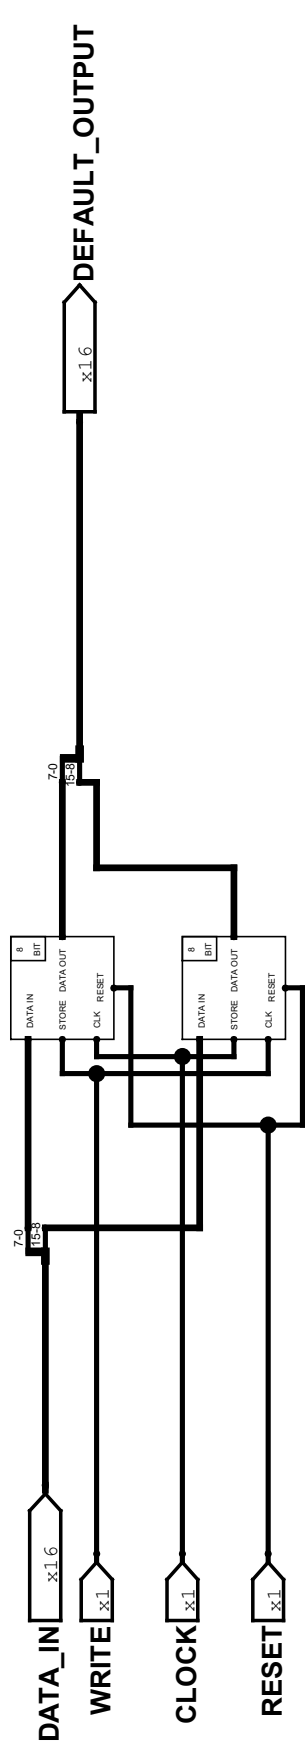 DATA_IN
x16
WRITE
x1
CLOCK
x1
RESET
x1
7-0
15-8
8
BIT
DATA IN
STORE
DATA OUT
CLK
RESET
8
BIT
DATA IN
STORE
DATA OUT
CLK
RESET
7-0
15-8
x16
DEFAULT_OUTPUT